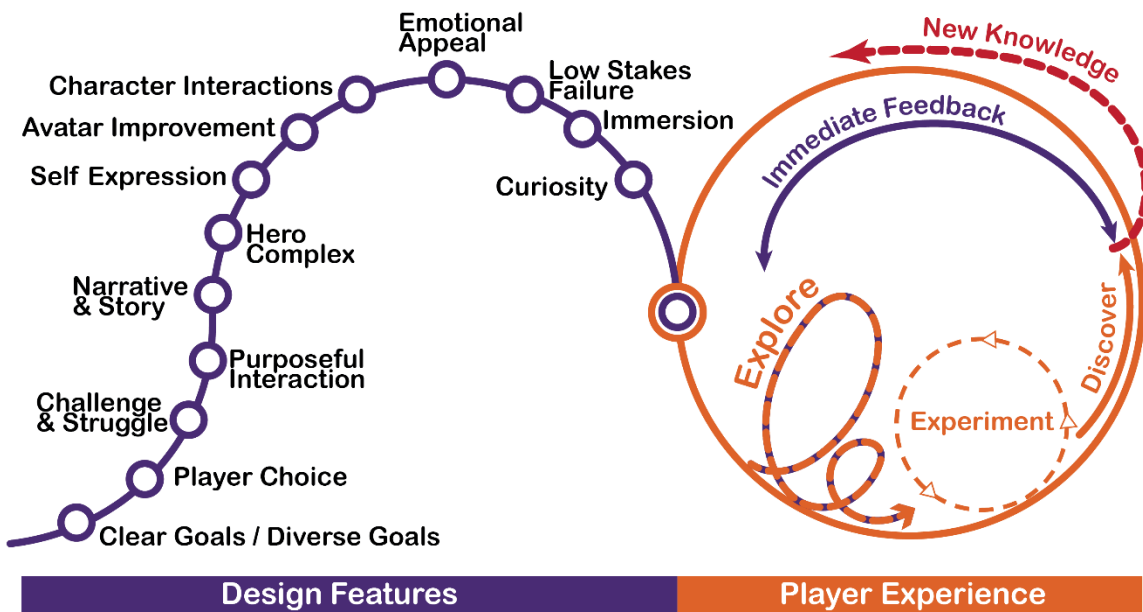 Emotional
Appeal
Character Interactions
Low Stakes
Failure
Avatar Improvement
Immersion
Self Expression
Curiosity
Hero
Complex
Narrative
& Story
Purposeful
Interaction
Challenge
& Struggle
Player Choice
Clear Goals / Diverse Goals
New Knowledge
Immediate Feedback
Explore
Experiment
Discover
Design Features
Player Experience